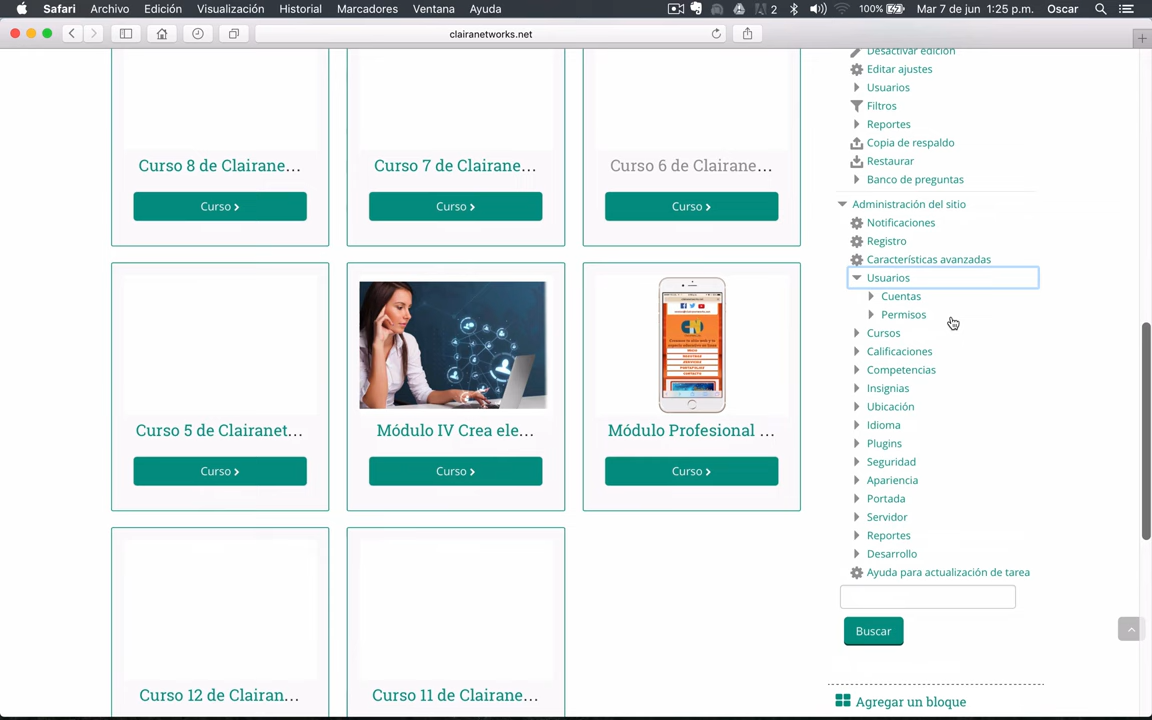 Safari Archivo Edición Visualización Historial Marcadores Ventana Ayuda 2 100% Mar 7 de jun 1:25 p.m. Oscar
clairanetworks.net
Curso 8 de Clairane...
Curso 7 de Clairane...
Curso 6 de Clairane...
Curso
Curso
Curso
Curso 5 de Clairanet...
Módulo IV Crea ele...
Módulo Profesional ...
Curso
Curso
Curso
Curso 12 de Clairan...
Curso 11 de Clairane...
Desactivar edición
Editar ajustes
Usuarios
Filtros
Reportes
Copia de respaldo
Restaurar
Banco de preguntas
Administración del sitio
Notificaciones
Registro
Características avanzadas
Usuarios
Cuentas
Permisos
Cursos
Calificaciones
Competencias
Insignias
Ubicación
Idioma
Plugins
Seguridad
Apariencia
Portada
Servidor
Reportes
Desarrollo
Ayuda para actualización de tarea
Buscar
Agregar un bloque